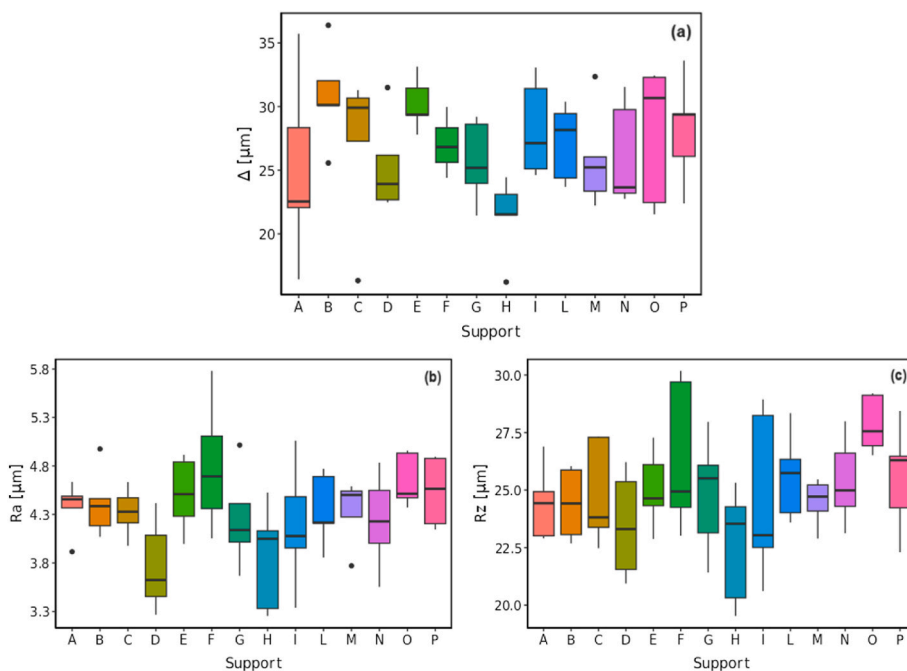 (a)
35
30
25
20
Δ [μm]
A B C D E F G H I L M N O P
Support
(b)
5.8
5.3
4.8
4.3
3.8
3.3
Ra [μm]
A B C D E F G H I L M N O P
Support
(c)
30.0
27.5
25.0
22.5
20.0
Rz [μm]
A B C D E F G H I L M N O P
Support